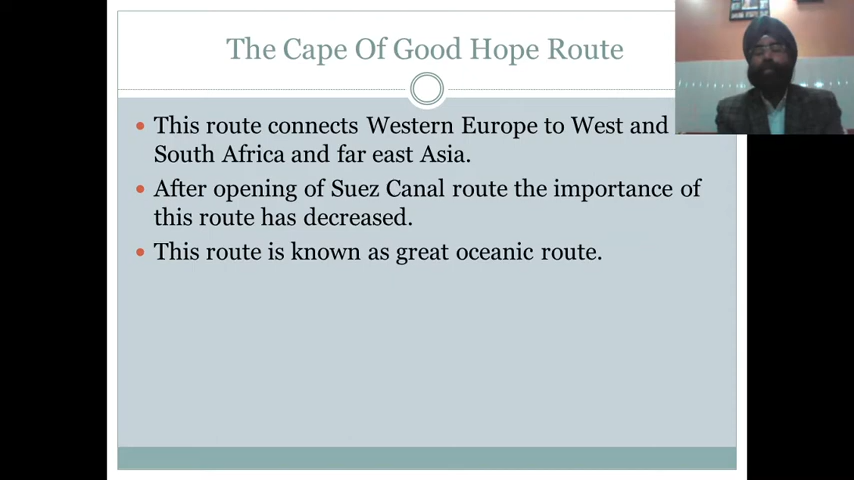 The Cape Of Good Hope Route
• This route connects Western Europe to West and
South Africa and far east Asia.
• After opening of Suez Canal route the importance of
this route has decreased.
• This route is known as great oceanic route.